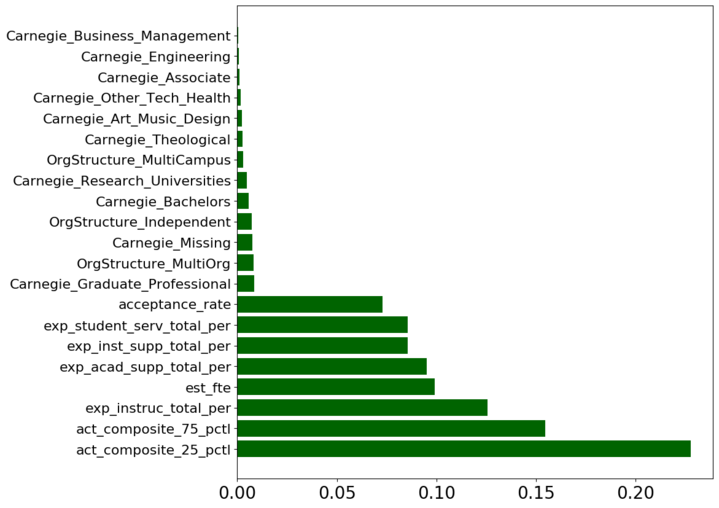 Carnegie_Business_Management
Carnegie_Engineering
Carnegie_Associate
Carnegie_Other_Tech_Health
Carnegie_Art_Music_Design
Carnegie_Theological
OrgStructure_MultiCampus
Carnegie_Research_Universities
Carnegie_Bachelors
OrgStructure_Independent
Carnegie_Missing
OrgStructure_MultiOrg
Carnegie_Graduate_Professional
acceptance_rate
exp_student_serv_total_per
exp_inst_supp_total_per
exp_acad_supp_total_per
est_fte
exp_instruc_total_per
act_composite_75_pctl
act_composite_25_pctl
0.00 0.05 0.10 0.15 0.20